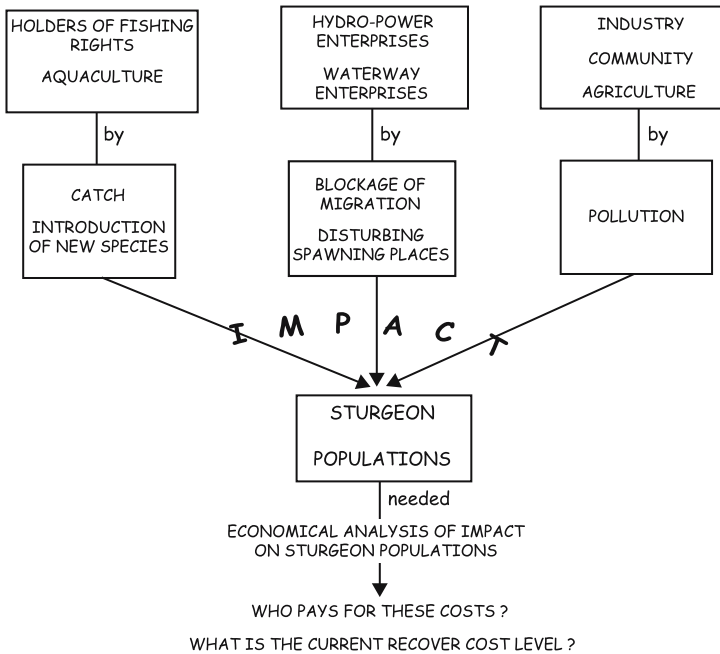 HOLDERS OF FISHING
RIGHTS
AQUACULTURE
HYDRO-POWER
ENTERPRISES
WATERWAY
ENTERPRISES
INDUSTRY
COMMUNITY
AGRICULTURE
by
by
by
CATCH
INTRODUCTION
OF NEW SPECIES
BLOCKAGE OF
MIGRATION
DISTURBING
SPAWNING PLACES
POLLUTION
IMPACT
STURGEON
POPULATIONS
needed
ECONOMICAL ANALYSIS OF IMPACT
ON STURGEON POPULATIONS
WHO PAYS FOR THESE COSTS ?
WHAT IS THE CURRENT RECOVER COST LEVEL ?